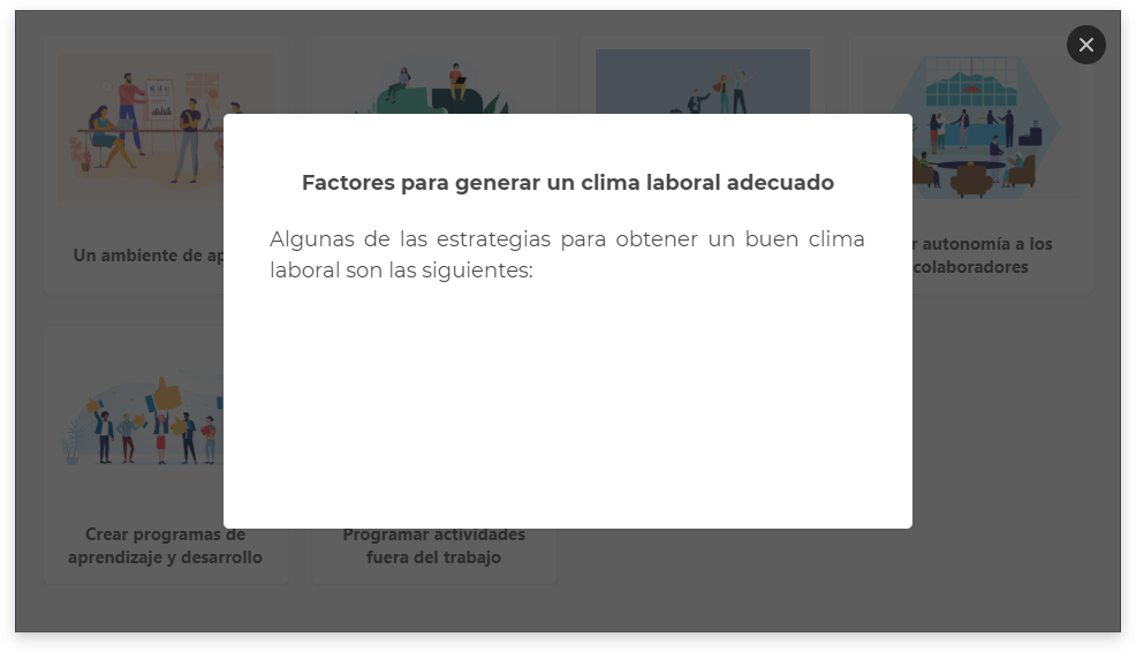 Factores para generar un clima laboral adecuado
Algunas de las estrategias para obtener un buen clima
laboral son las siguientes:
Un ambiente de
autonomía a los
colaboradores
Crear programas de
aprendizaje y desarrollo
Programar actividades
fuera del trabajo